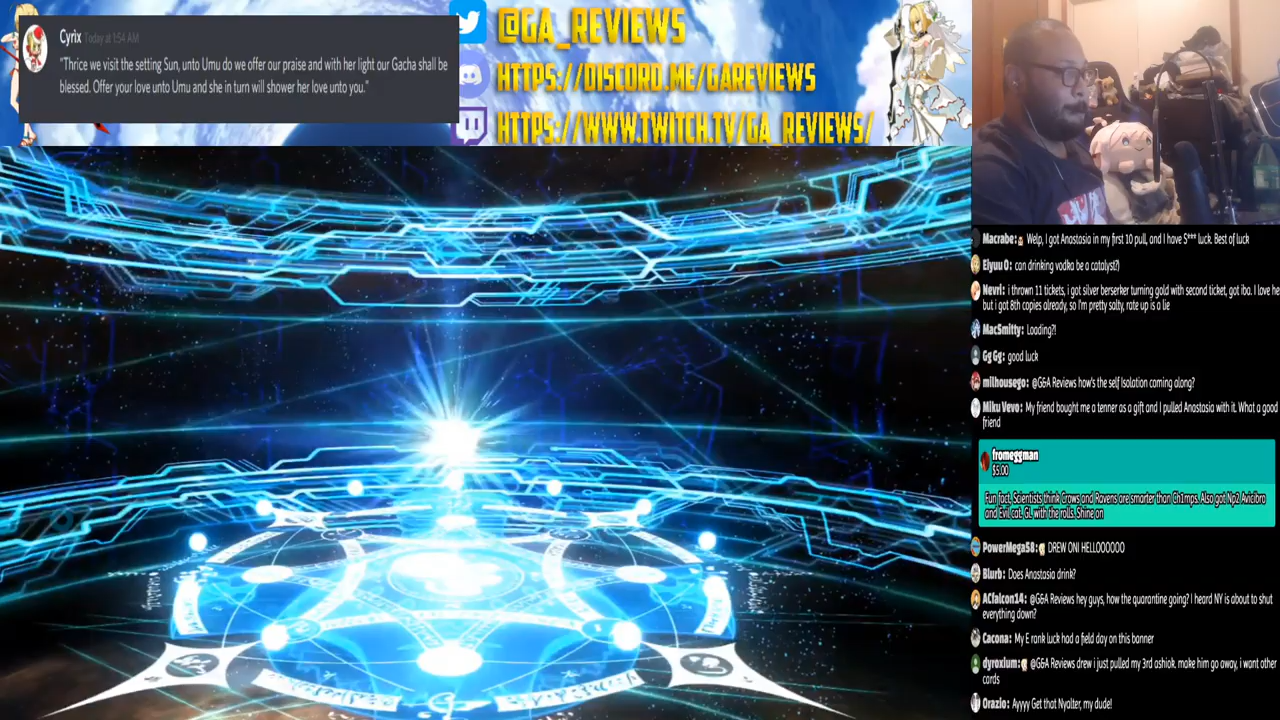 Cyrix Today at 1:54 AM
"Thrice we visit the setting Sun, unto Umu do we offer our praise and with her light our Gacha shall be
blessed. Offer your love unto Umu and she in turn will shower her love unto you."
@GA_REVIEWS
HTTPS://DISCORD.ME/GAREVIEWS
HTTPS://WWW.TWITCH.TV/GA_REVIEWS/
Macrabe: Welp, I got Anastasia in my first 10 pull, and I have S*** luck. Best of luck
Elyuu O: can drinking vodka be a catalyst?)
Nevri: i thrown 11 tickets, i got silver berserker turning gold with second ticket, got iba. I love he
but i got 8th copies already, so I'm pretty salty, rate up is a lie
MacSmitty: Loading?!
Gg Gg: good luck
milhousego: @G&A Reviews how's the self Isolation coming along?
Miku Vevo: My friend bought me a tenner as a gift and I pulled Anastasia with it. What a good
friend
fromeggman
$5.00
Fun fact, Scientists think Crows and Ravens are smarter than Ch1mps. Also got Np2 Avicibro
and Evil cat. GL with the rolls. Shine on
PowerMega58: DREW ONI HELLOOOOOO
Blurb: Does Anastasia drink?
ACfalcon14: @G&A Reviews hey guys, how the quarantine going? I heard NY is about to shut
everything down?
Cacona: My E rank luck had a field day on this banner
dyroxium: @G&A Reviews drew i just pulled my 3rd ashiok. make him go away, i want other
cards
Orazio: Ayyyy Get that Nyalter, my dude!